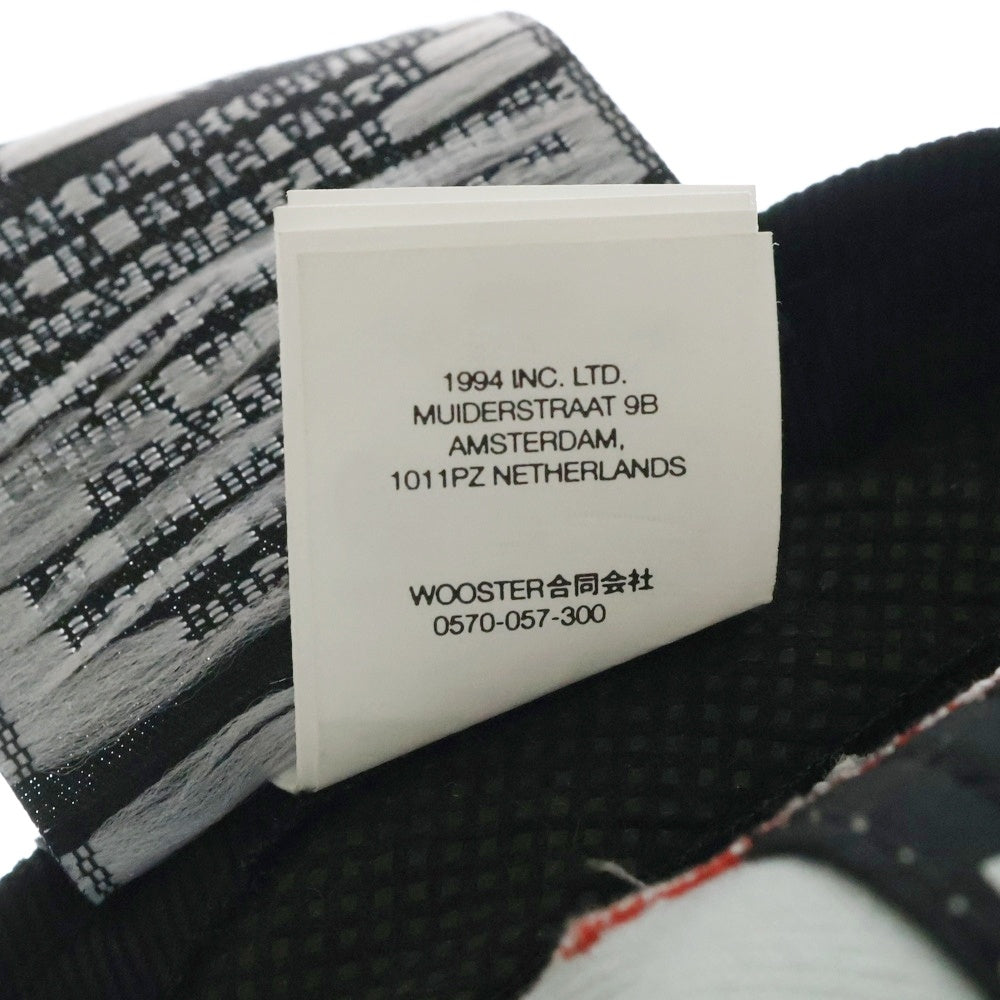 1994 INC. LTD.
MUIDERSTRAAT 9B
AMSTERDAM,
1011PZ NETHERLANDS
WOOSTER合同会社
0570-057-300